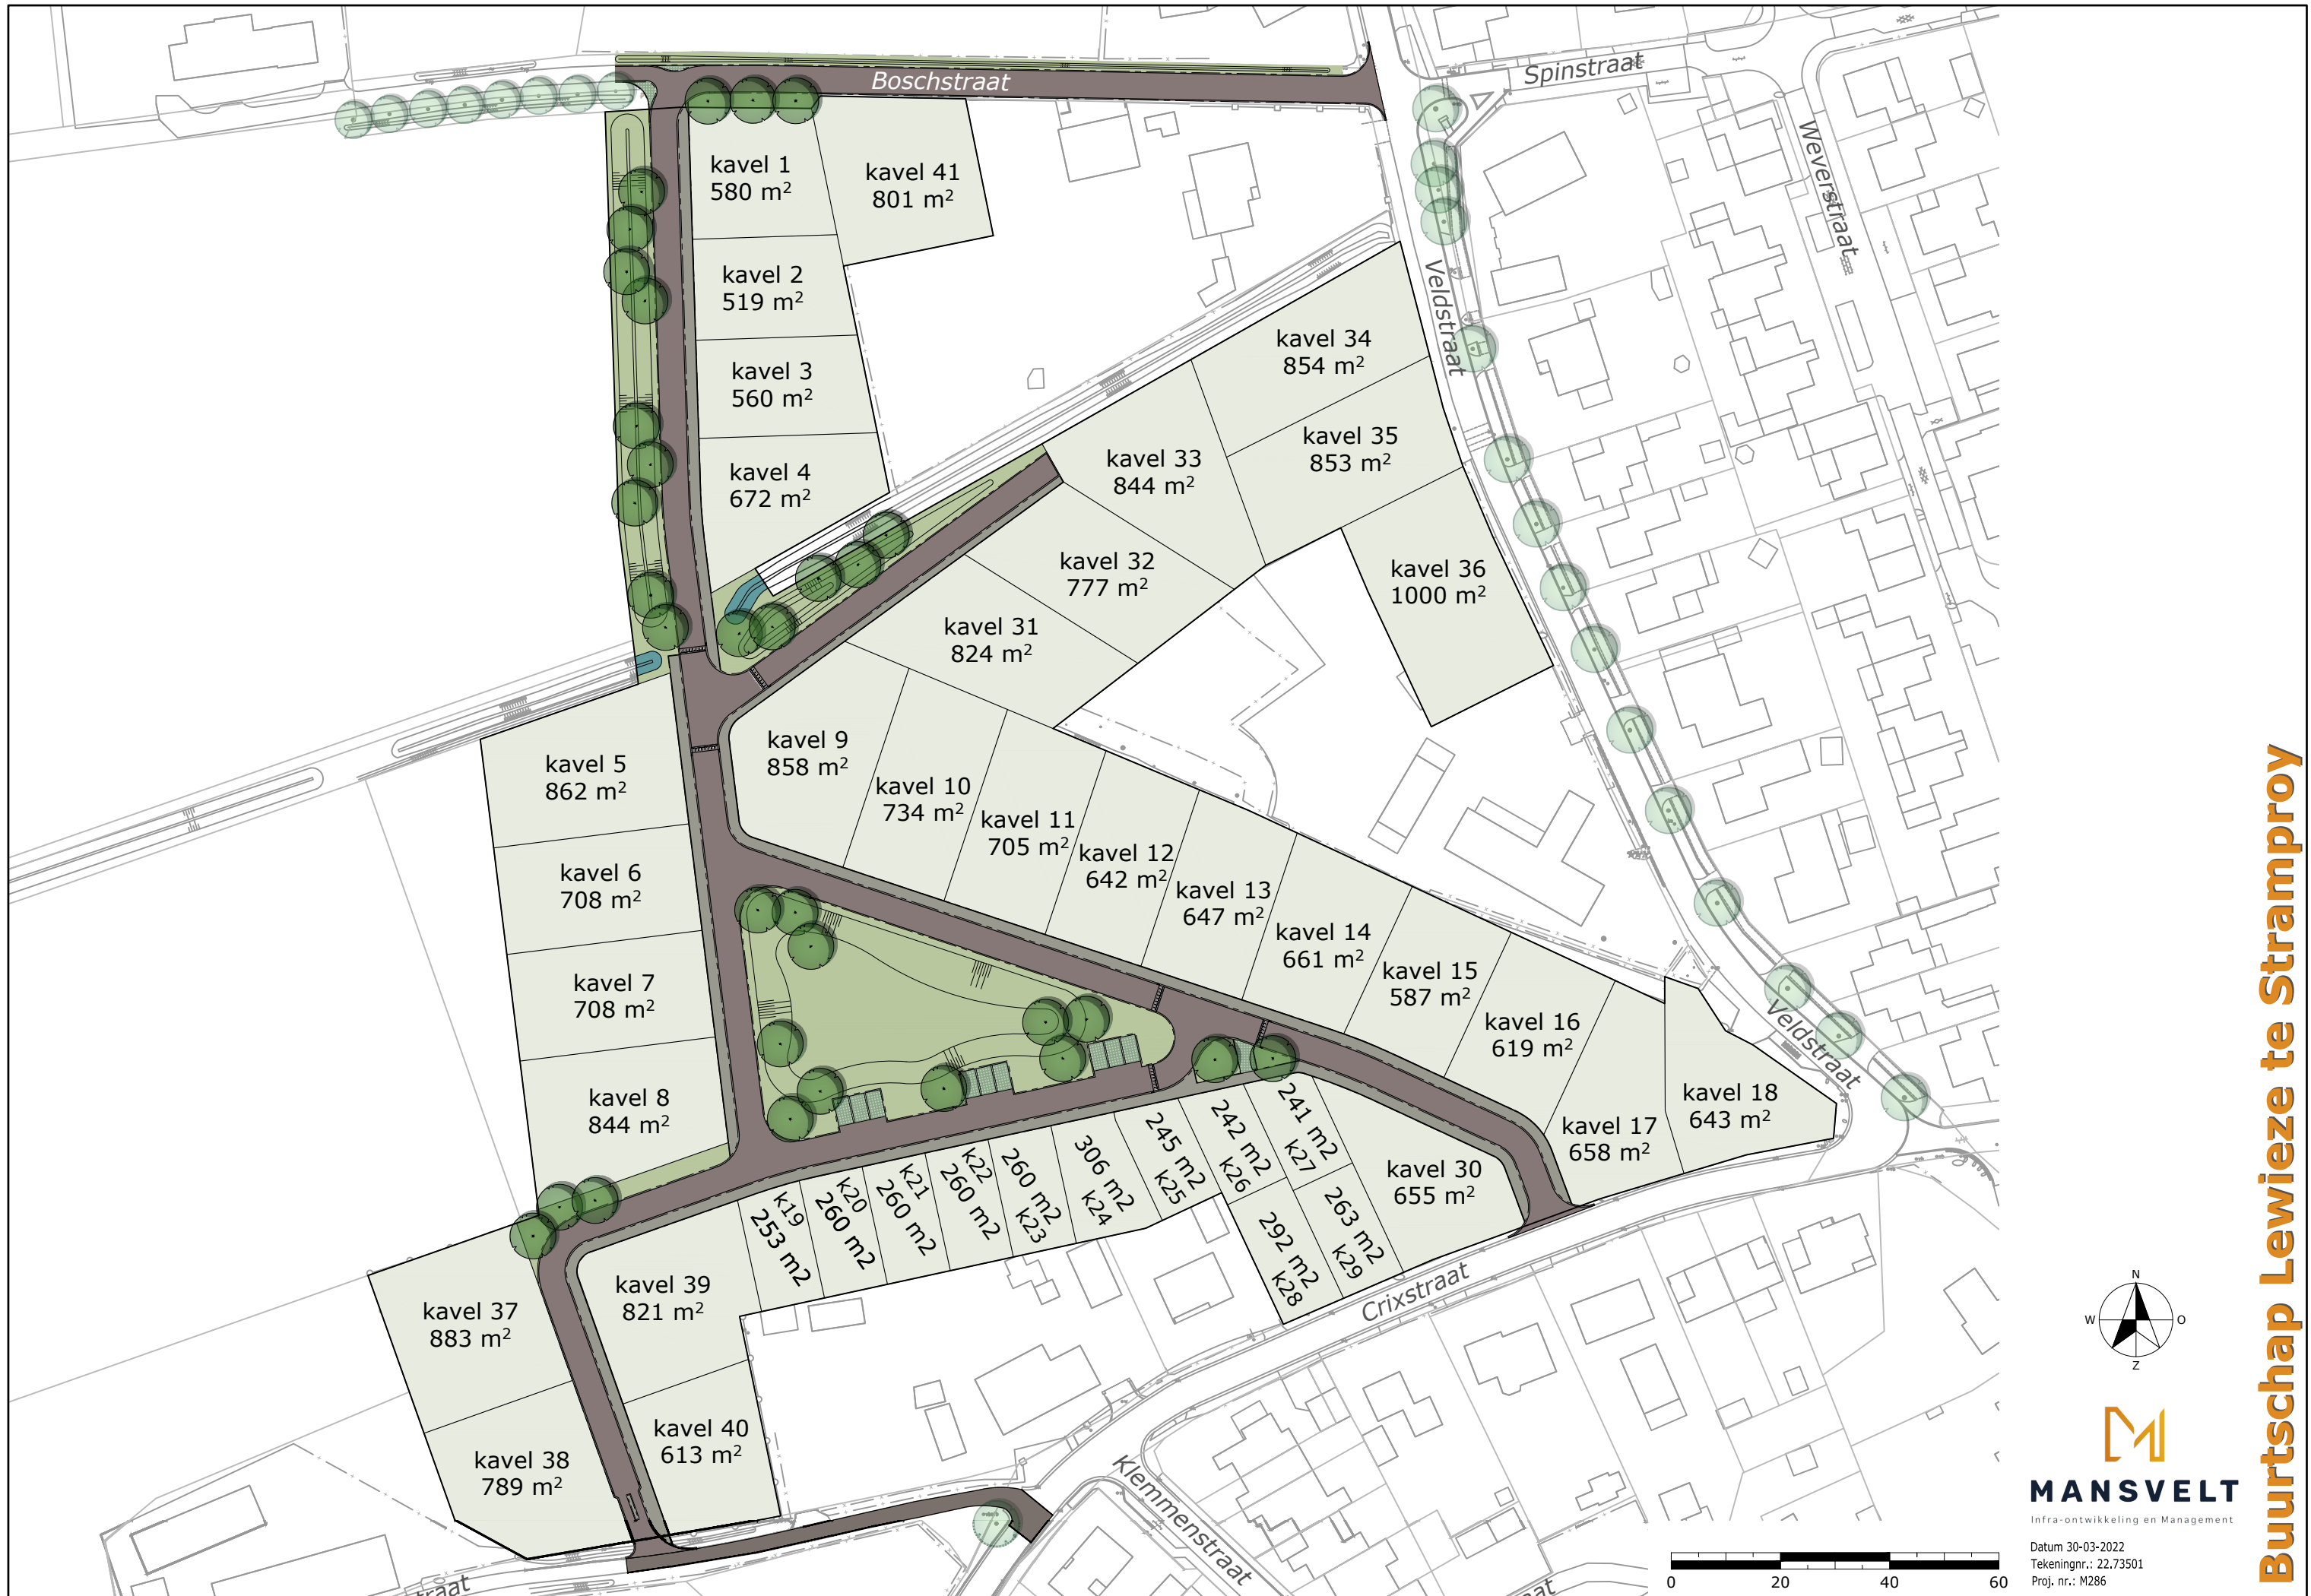 Boschstraat
Spinstraat
Weverstraat
Veldstraat
kavel 1
580 m²
kavel 41
801 m²
kavel 2
519 m²
kavel 3
560 m²
kavel 4
672 m²
kavel 34
854 m²
kavel 35
853 m²
kavel 33
844 m²
kavel 32
777 m²
kavel 36
1000 m²
kavel 31
824 m²
kavel 5
862 m²
kavel 9
858 m²
kavel 10
734 m²
kavel 11
705 m²
kavel 12
642 m²
kavel 13
647 m²
kavel 14
661 m²
kavel 15
587 m²
kavel 16
619 m²
kavel 17
658 m²
kavel 18
643 m²
Veldstraat
kavel 6
708 m²
kavel 7
708 m²
kavel 8
844 m²
k19
253 m2
k20
260 m2
k21
260 m2
k22
260 m2
260 m2
k23
306 m2
k24
245 m2
k25
242 m2
k26
241 m2
k27
292 m2
k28
263 m2
k29
kavel 30
655 m²
Crixstraat
kavel 37
883 m²
kavel 39
821 m²
kavel 38
789 m²
kavel 40
613 m²
Klemmenstraat
N
W
O
Z
MANSVELT
Infra-ontwikkeling en Management
Datum 30-03-2022
Tekeningnr.: 22.73501
Proj. nr.: M286
0 20 40 60
Buurtschap Lewieze te Stramproy